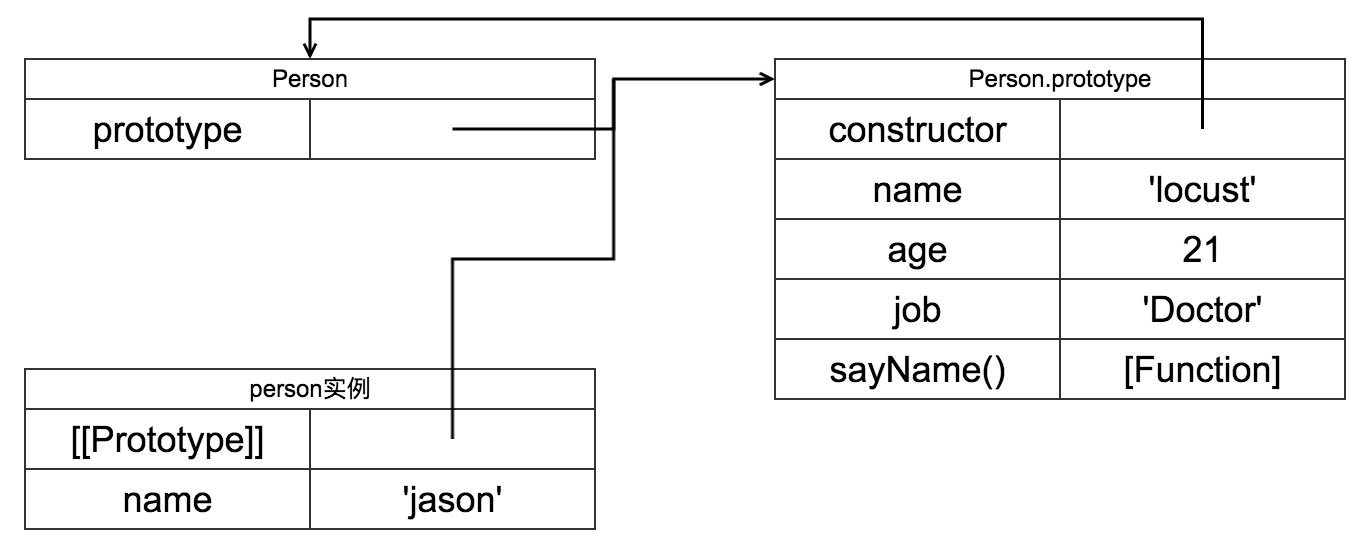 Person
prototype
Person.prototype
constructor
name 'locust'
age 21
job 'Doctor'
sayName() [Function]
person实例
[[Prototype]]
name 'jason'